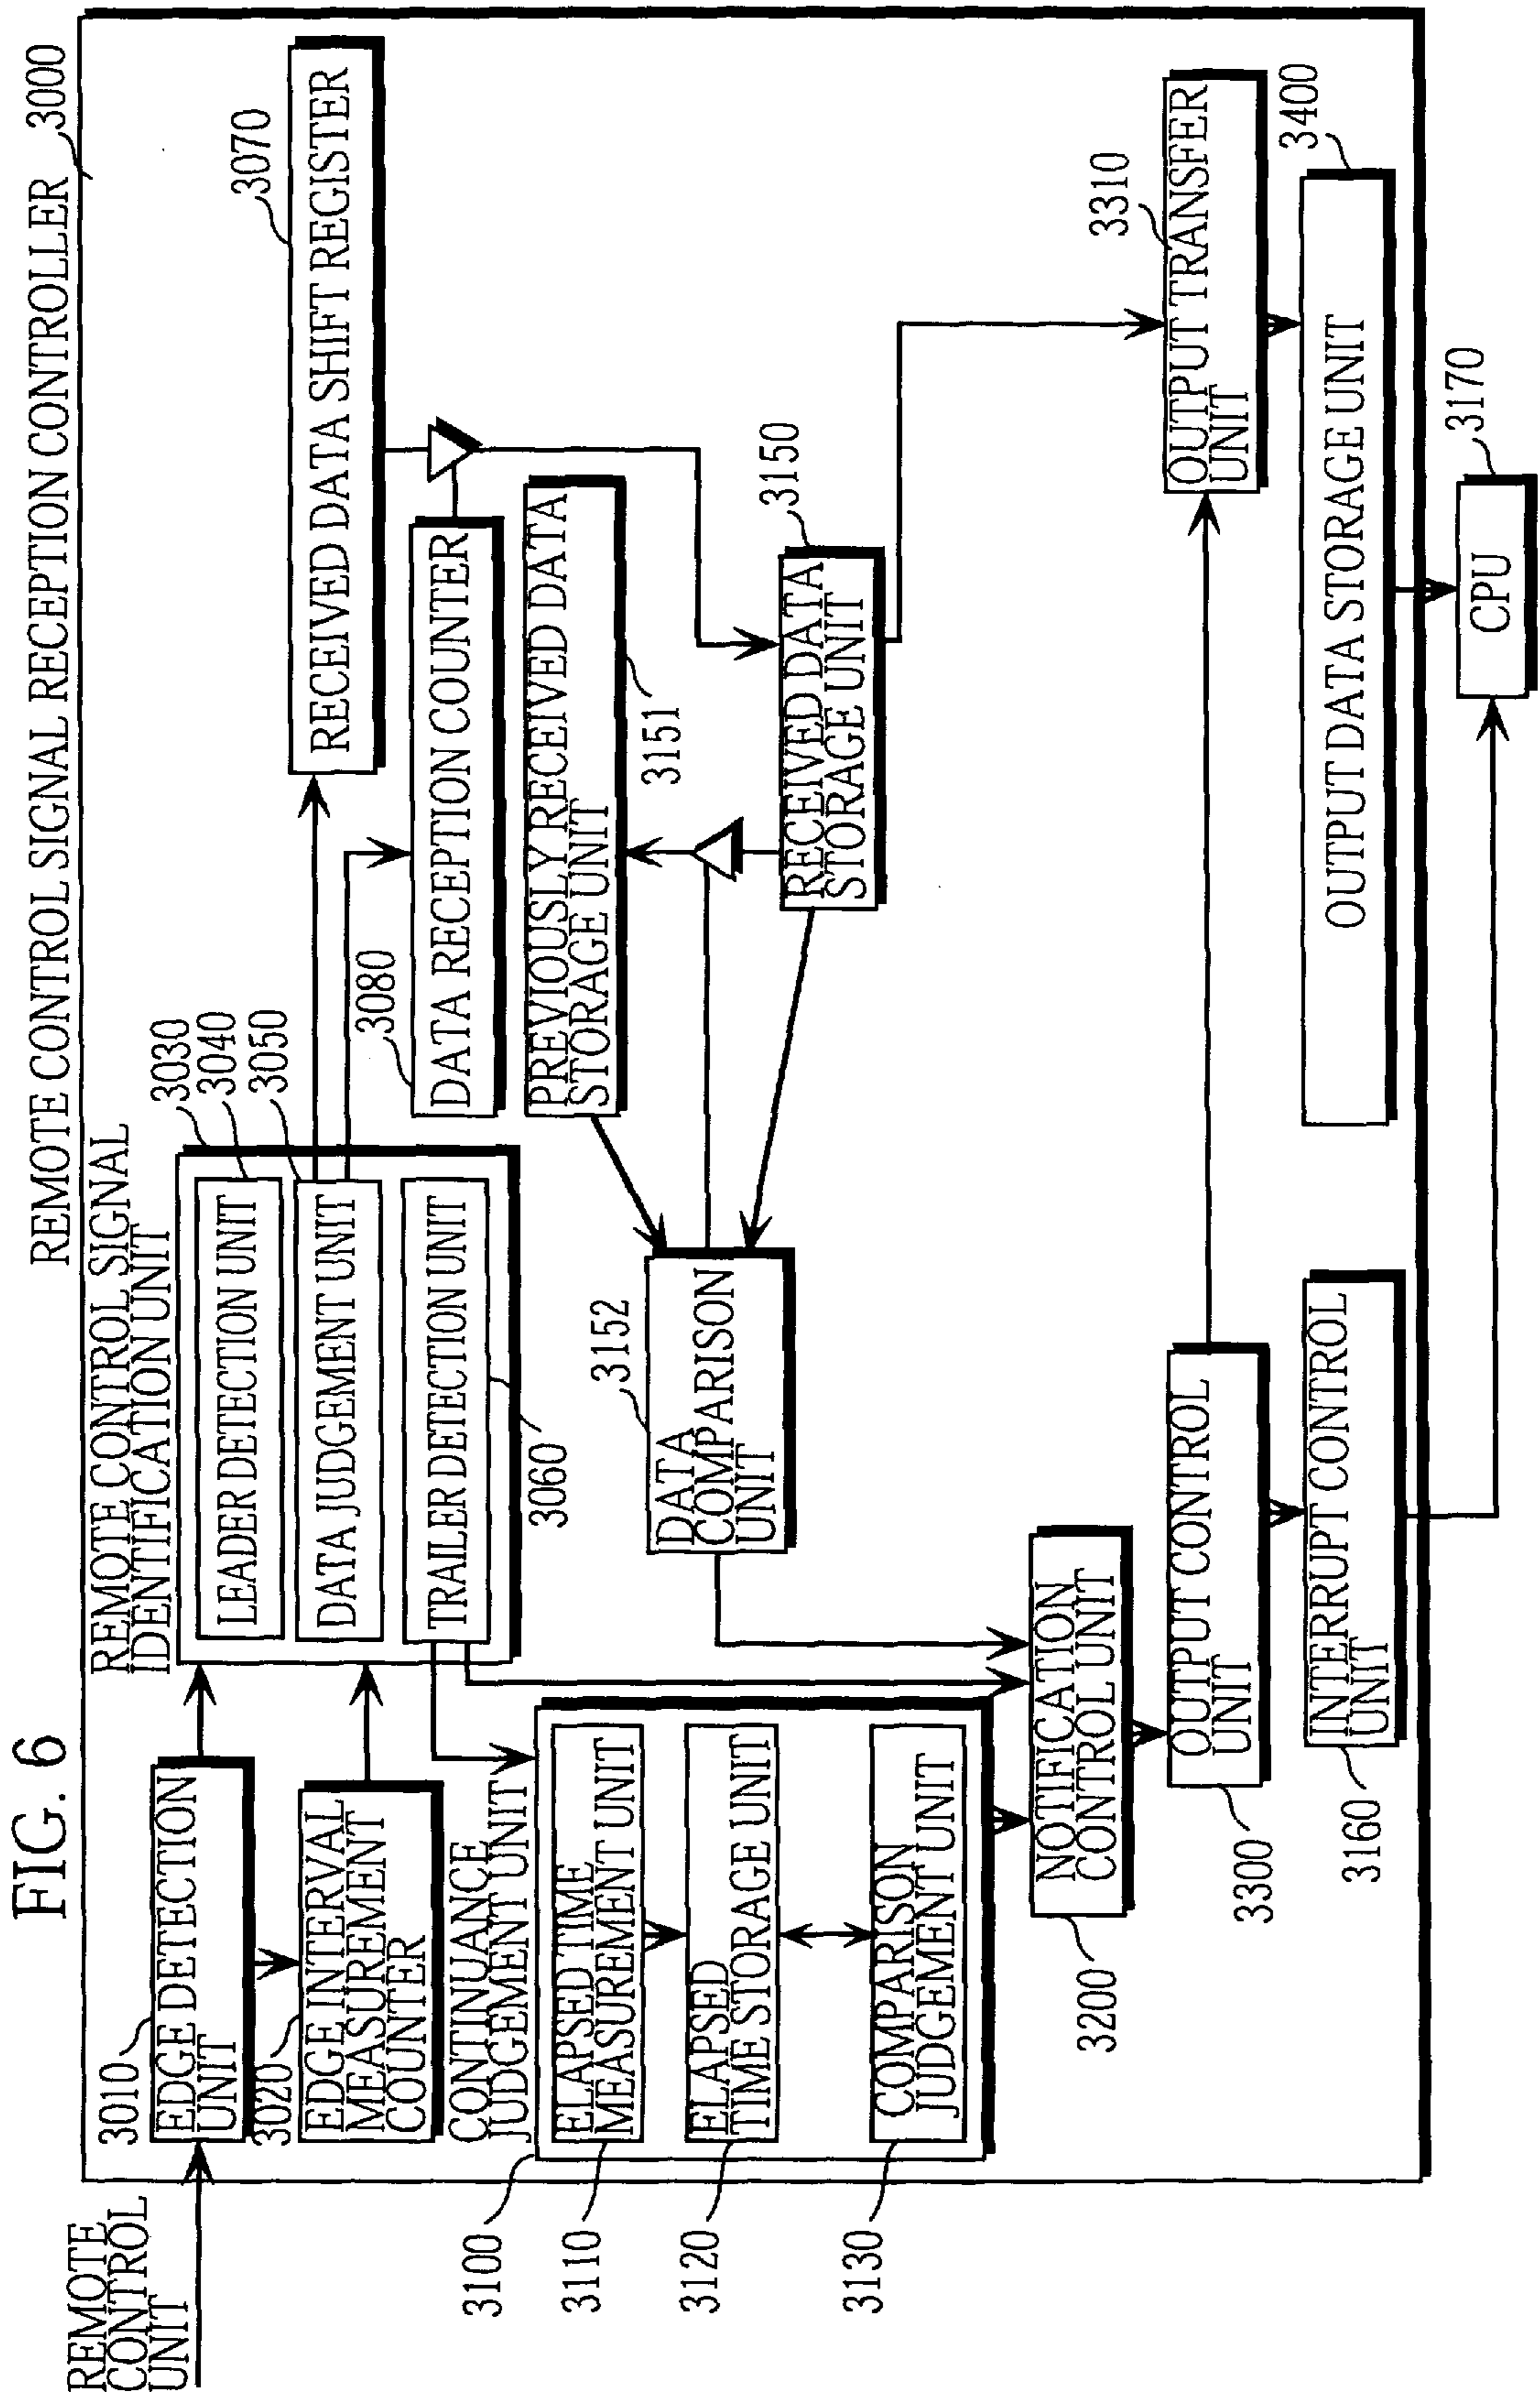 FIG. 6
REMOTE CONTROL SIGNAL RECEPTION CONTROLLER
3000
REMOTE
CONTROL
UNIT
3010
EDGE DETECTION
UNIT
3020
EDGE INTERVAL
MEASUREMENT
COUNTER
REMOTE CONTROL SIGNAL
IDENTIFICATION UNIT
3030
3040
3050
LEADER DETECTION UNIT
DATA JUDGEMENT UNIT
TRAILER DETECTION UNIT
3060
3070
RECEIVED DATA SHIFT REGISTER
3080
DATA RECEPTION COUNTER
PREVIOUSLY RECEIVED DATA
STORAGE UNIT
3151
3150
RECEIVED DATA
STORAGE UNIT
3152
DATA
COMPARISON
UNIT
CONTINUANCE
JUDGEMENT UNIT
3100
ELAPSED TIME
MEASUREMENT UNIT
3110
ELAPSED
TIME STORAGE UNIT
3120
COMPARISON
JUDGEMENT UNIT
3130
NOTIFICATION
CONTROL UNIT
3200
OUTPUT CONTROL
UNIT
3300
3310
OUTPUT TRANSFER
UNIT
INTERRUPT CONTROL
UNIT
3160
3400
OUTPUT DATA STORAGE UNIT
3170
CPU